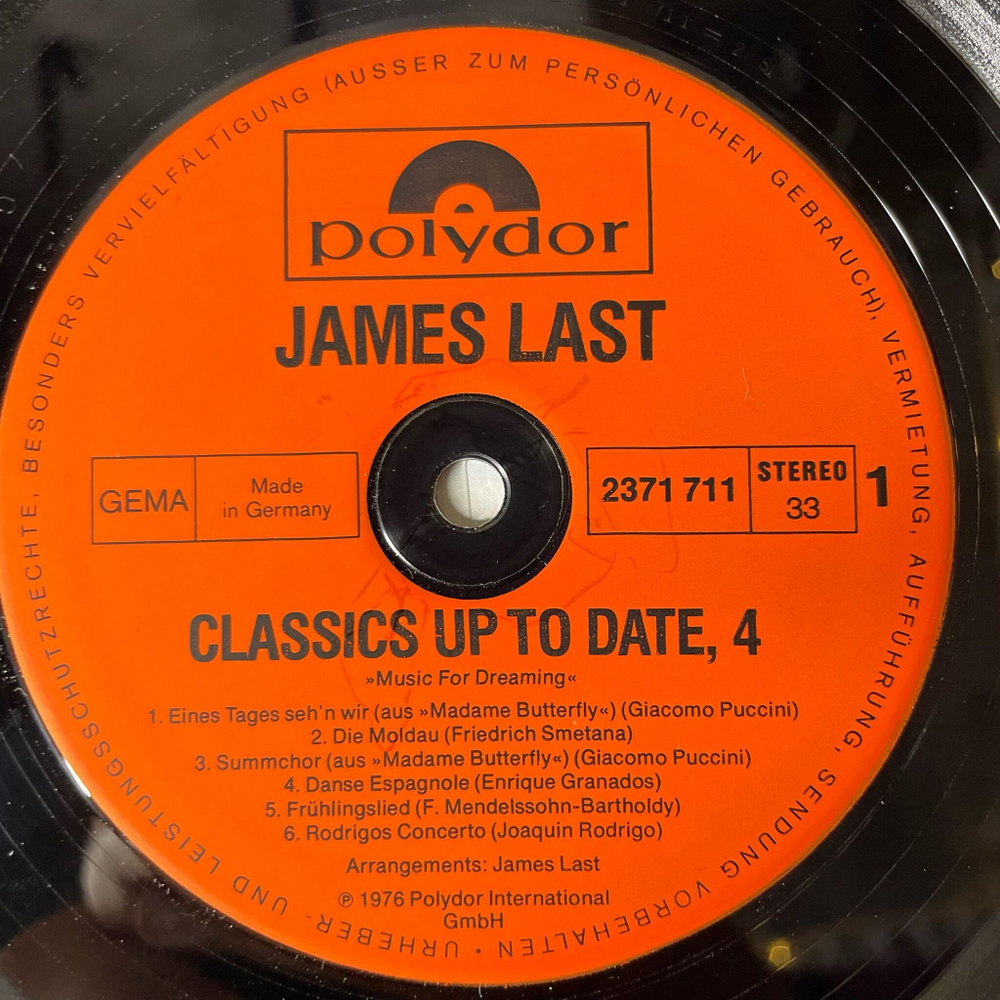 polydor
JAMES LAST
GEMA
Made
in Germany
2371 711
STEREO
33
1
CLASSICS UP TO DATE, 4
»Music For Dreaming«
1. Eines Tages seh'n wir (aus »Madame Butterfly«) (Giacomo Puccini)
2. Die Moldau (Friedrich Smetana)
3. Summchor (aus »Madame Butterfly«) (Giacomo Puccini)
4. Danse Espagnole (Enrique Granados)
5. Frühlingslied (F. Mendelssohn-Bartholdy)
6. Rodrigos Concerto (Joaquin Rodrigo)
Arrangements: James Last
℗ 1976 Polydor International
GmbH
URHEBER- UND LEISTUNGSSCHUTZRECHTE, BESONDERS VERVIELFÄLTIGUNG (AUSSER ZUM PERSÖNLICHEN GEBRAUCH), VERMIETUNG, AUFFÜHRUNG, SENDUNG VORBEHALTEN •